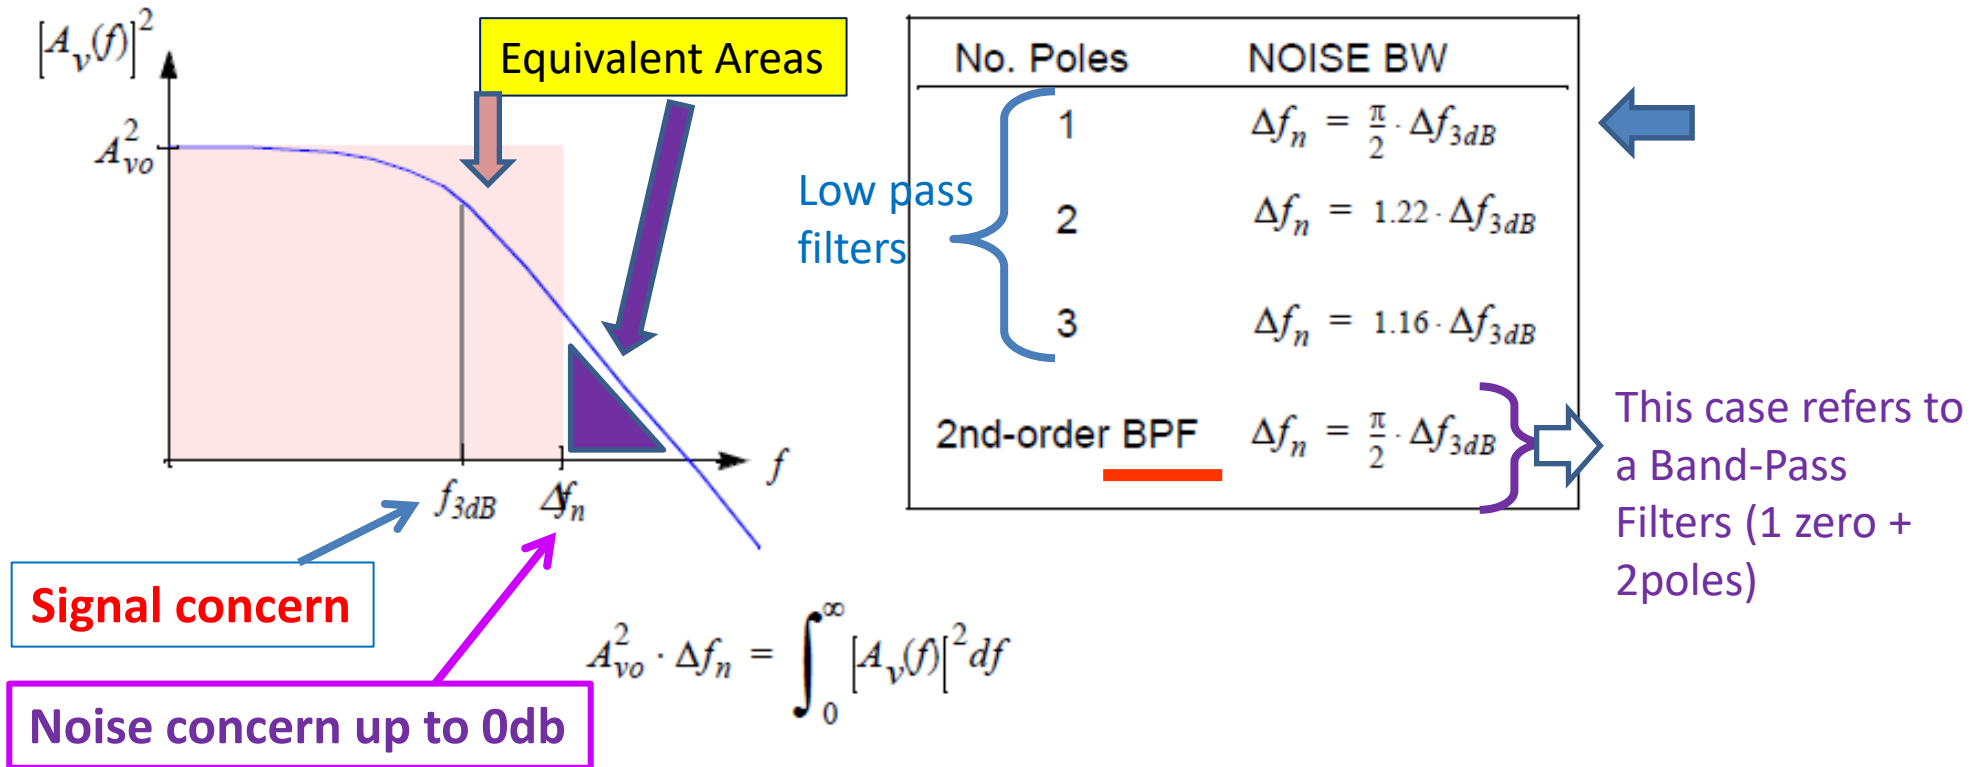 [A_v(f)]^2
Equivalent Areas
A_vo^2
f
f_3dB
Δf_n
Signal concern
Noise concern up to 0db
A_vo^2 · Δf_n = ∫_0^∞ [A_v(f)[^2 df
No. Poles NOISE BW
1 Δf_n = π/2 · Δf_3dB
Low pass
filters
2 Δf_n = 1.22 · Δf_3dB
3 Δf_n = 1.16 · Δf_3dB
2nd-order BPF Δf_n = π/2 · Δf_3dB
This case refers to
a Band-Pass
Filters (1 zero +
2poles)